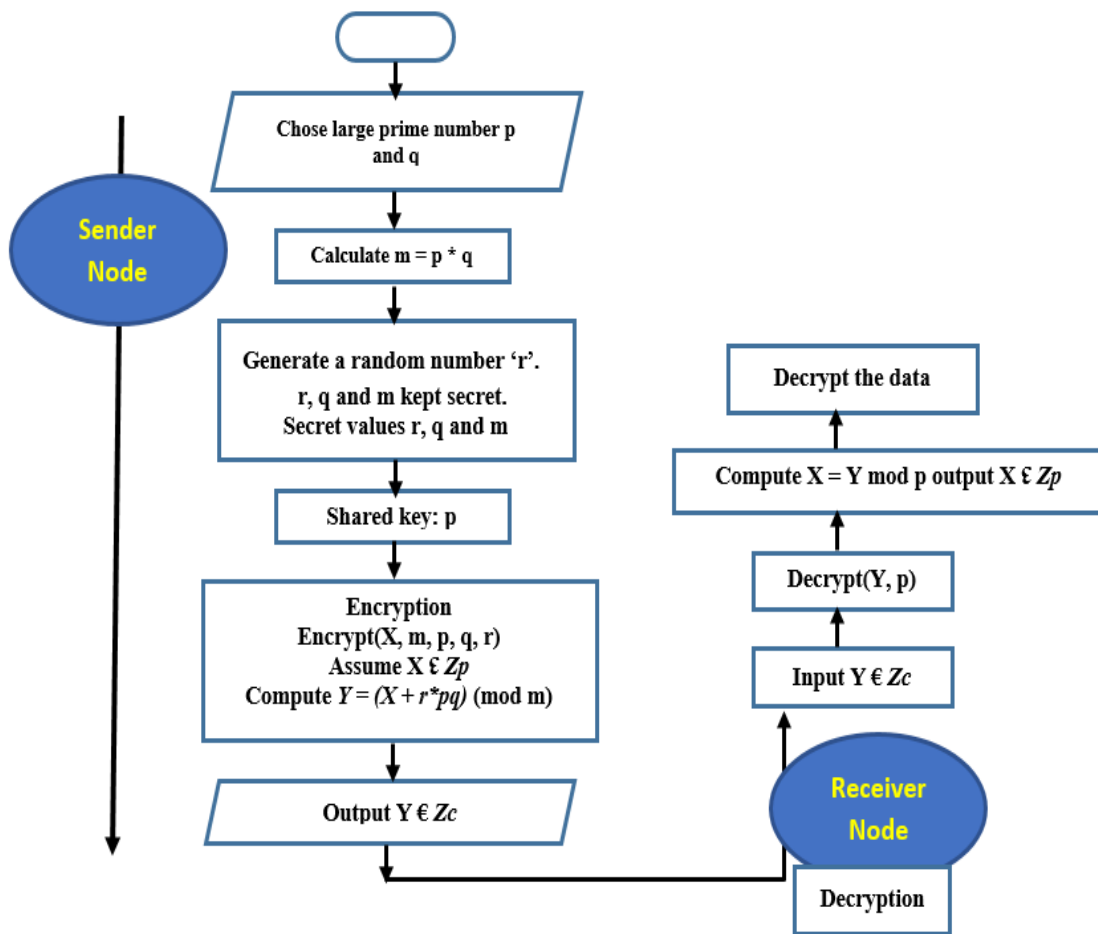 Chose large prime number p
and q
Sender
Node
Calculate m = p * q
Generate a random number ‘r’.
r, q and m kept secret.
Secret values r, q and m
Shared key: p
Encryption
Encrypt(X, m, p, q, r)
Assume X £ Zp
Compute Y = (X + r*pq) (mod m)
Output Y € Zc
Decrypt the data
Compute X = Y mod p output X £ Zp
Decrypt(Y, p)
Input Y € Zc
Receiver
Node
Decryption